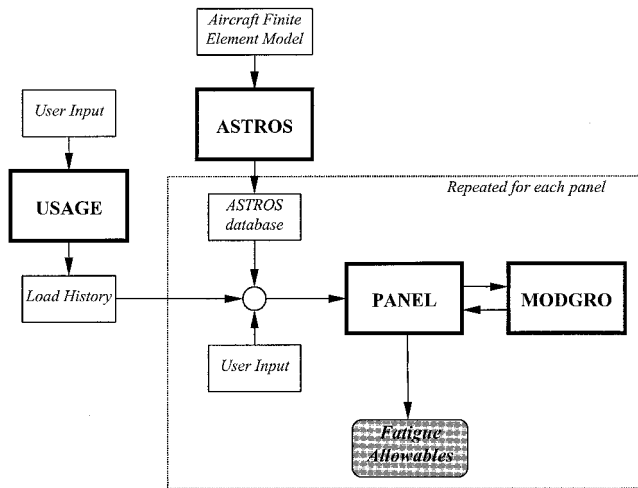 Aircraft Finite
Element Model
User Input
ASTROS
Repeated for each panel
USAGE
ASTROS
database
Load History
PANEL
MODGRO
User Input
Fatigue
Allowables